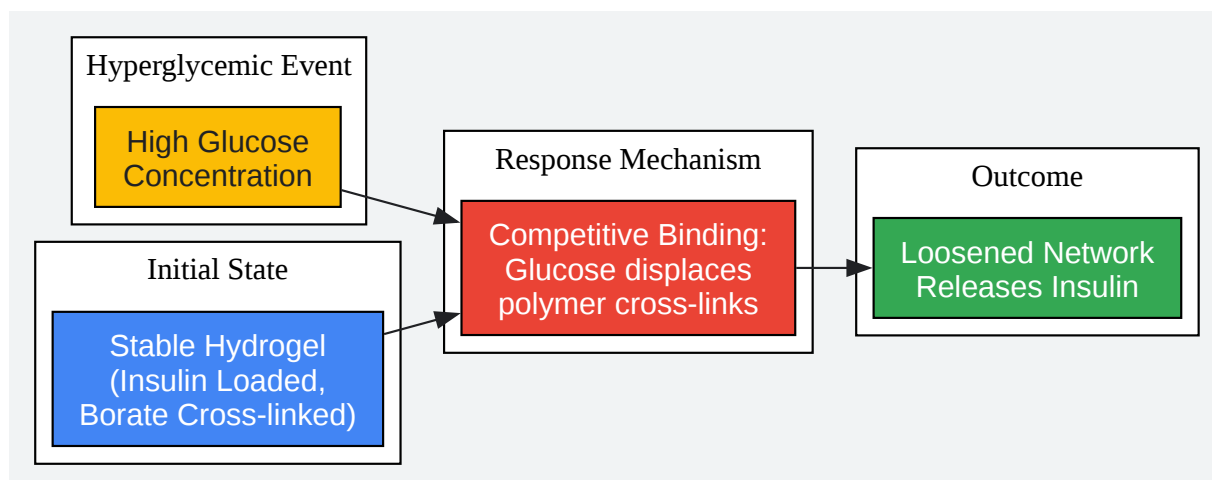 Hyperglycemic Event
High Glucose
Concentration
Initial State
Stable Hydrogel
(Insulin Loaded,
Borate Cross-linked)
Response Mechanism
Competitive Binding:
Glucose displaces
polymer cross-links
Outcome
Loosened Network
Releases Insulin